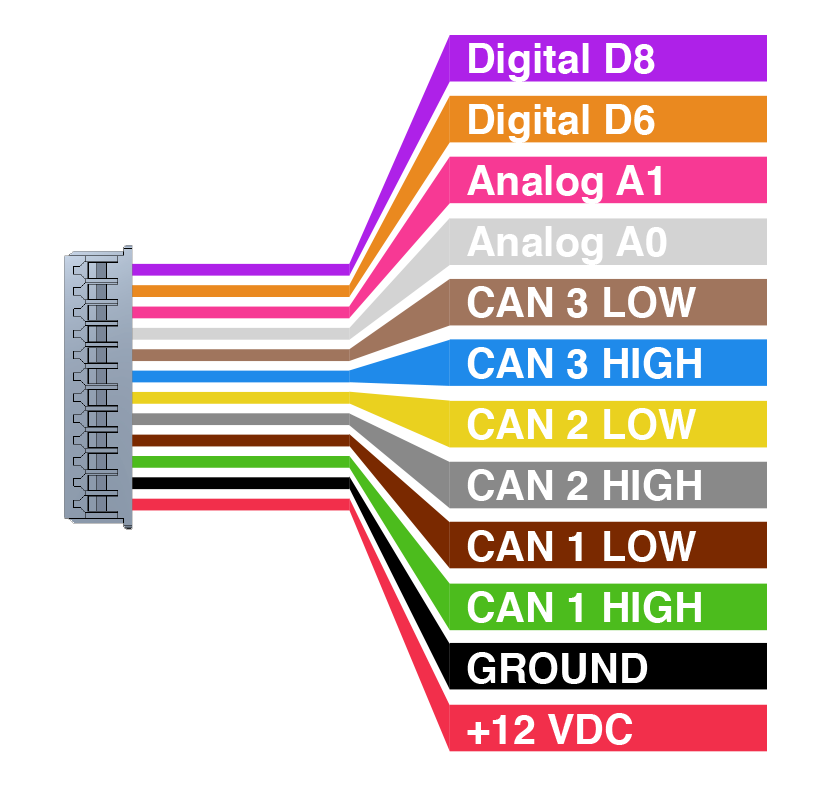 Digital D8
Digital D6
Analog A1
Analog A0
CAN 3 LOW
CAN 3 HIGH
CAN 2 LOW
CAN 2 HIGH
CAN 1 LOW
CAN 1 HIGH
GROUND
+12 VDC